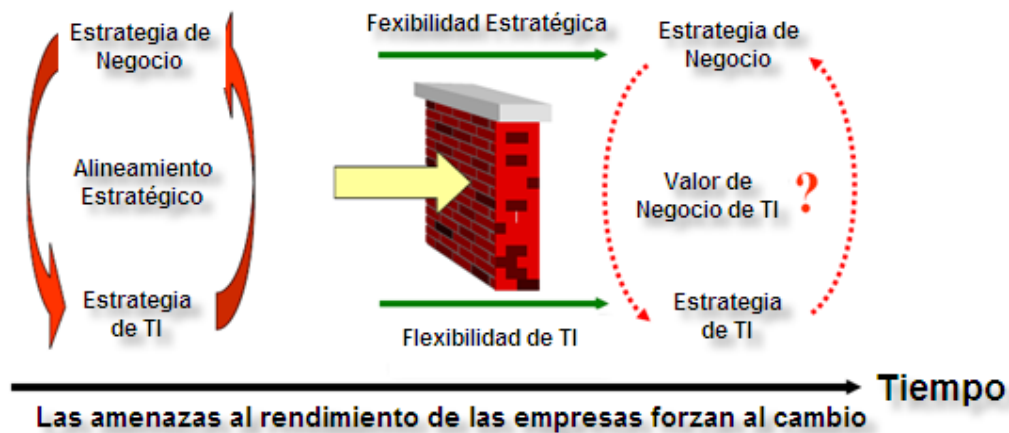 Estrategia de
Negocio
Alineamiento
Estratégico
Estrategia
de TI
Fexibilidad Estratégica
Flexibilidad de TI
Estrategia de
Negocio
Valor de
Negocio de TI
?
Estrategia
de TI
Tiempo
Las amenazas al rendimiento de las empresas forzan al cambio